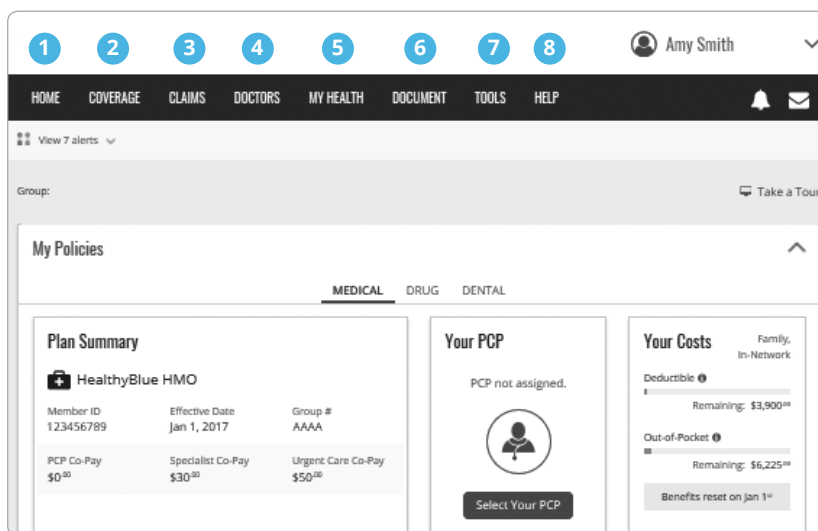 1 2 3 4 5 6 7 8
Amy Smith
HOME COVERAGE CLAIMS DOCTORS MY HEALTH DOCUMENT TOOLS HELP
View 7 alerts
Group:
Take a Tour
My Policies
MEDICAL DRUG DENTAL
Plan Summary
HealthyBlue HMO
Member ID Effective Date Group #
123456789 Jan 1, 2017 AAAA
PCP Co-Pay Specialist Co-Pay Urgent Care Co-Pay
$0.00 $30.00 $50.00
Your PCP
PCP not assigned.
Select Your PCP
Your Costs
Family,
In-Network
Deductible
Remaining: $3,900.00
Out-of-Pocket
Remaining: $6,225.00
Benefits reset on Jan 1st